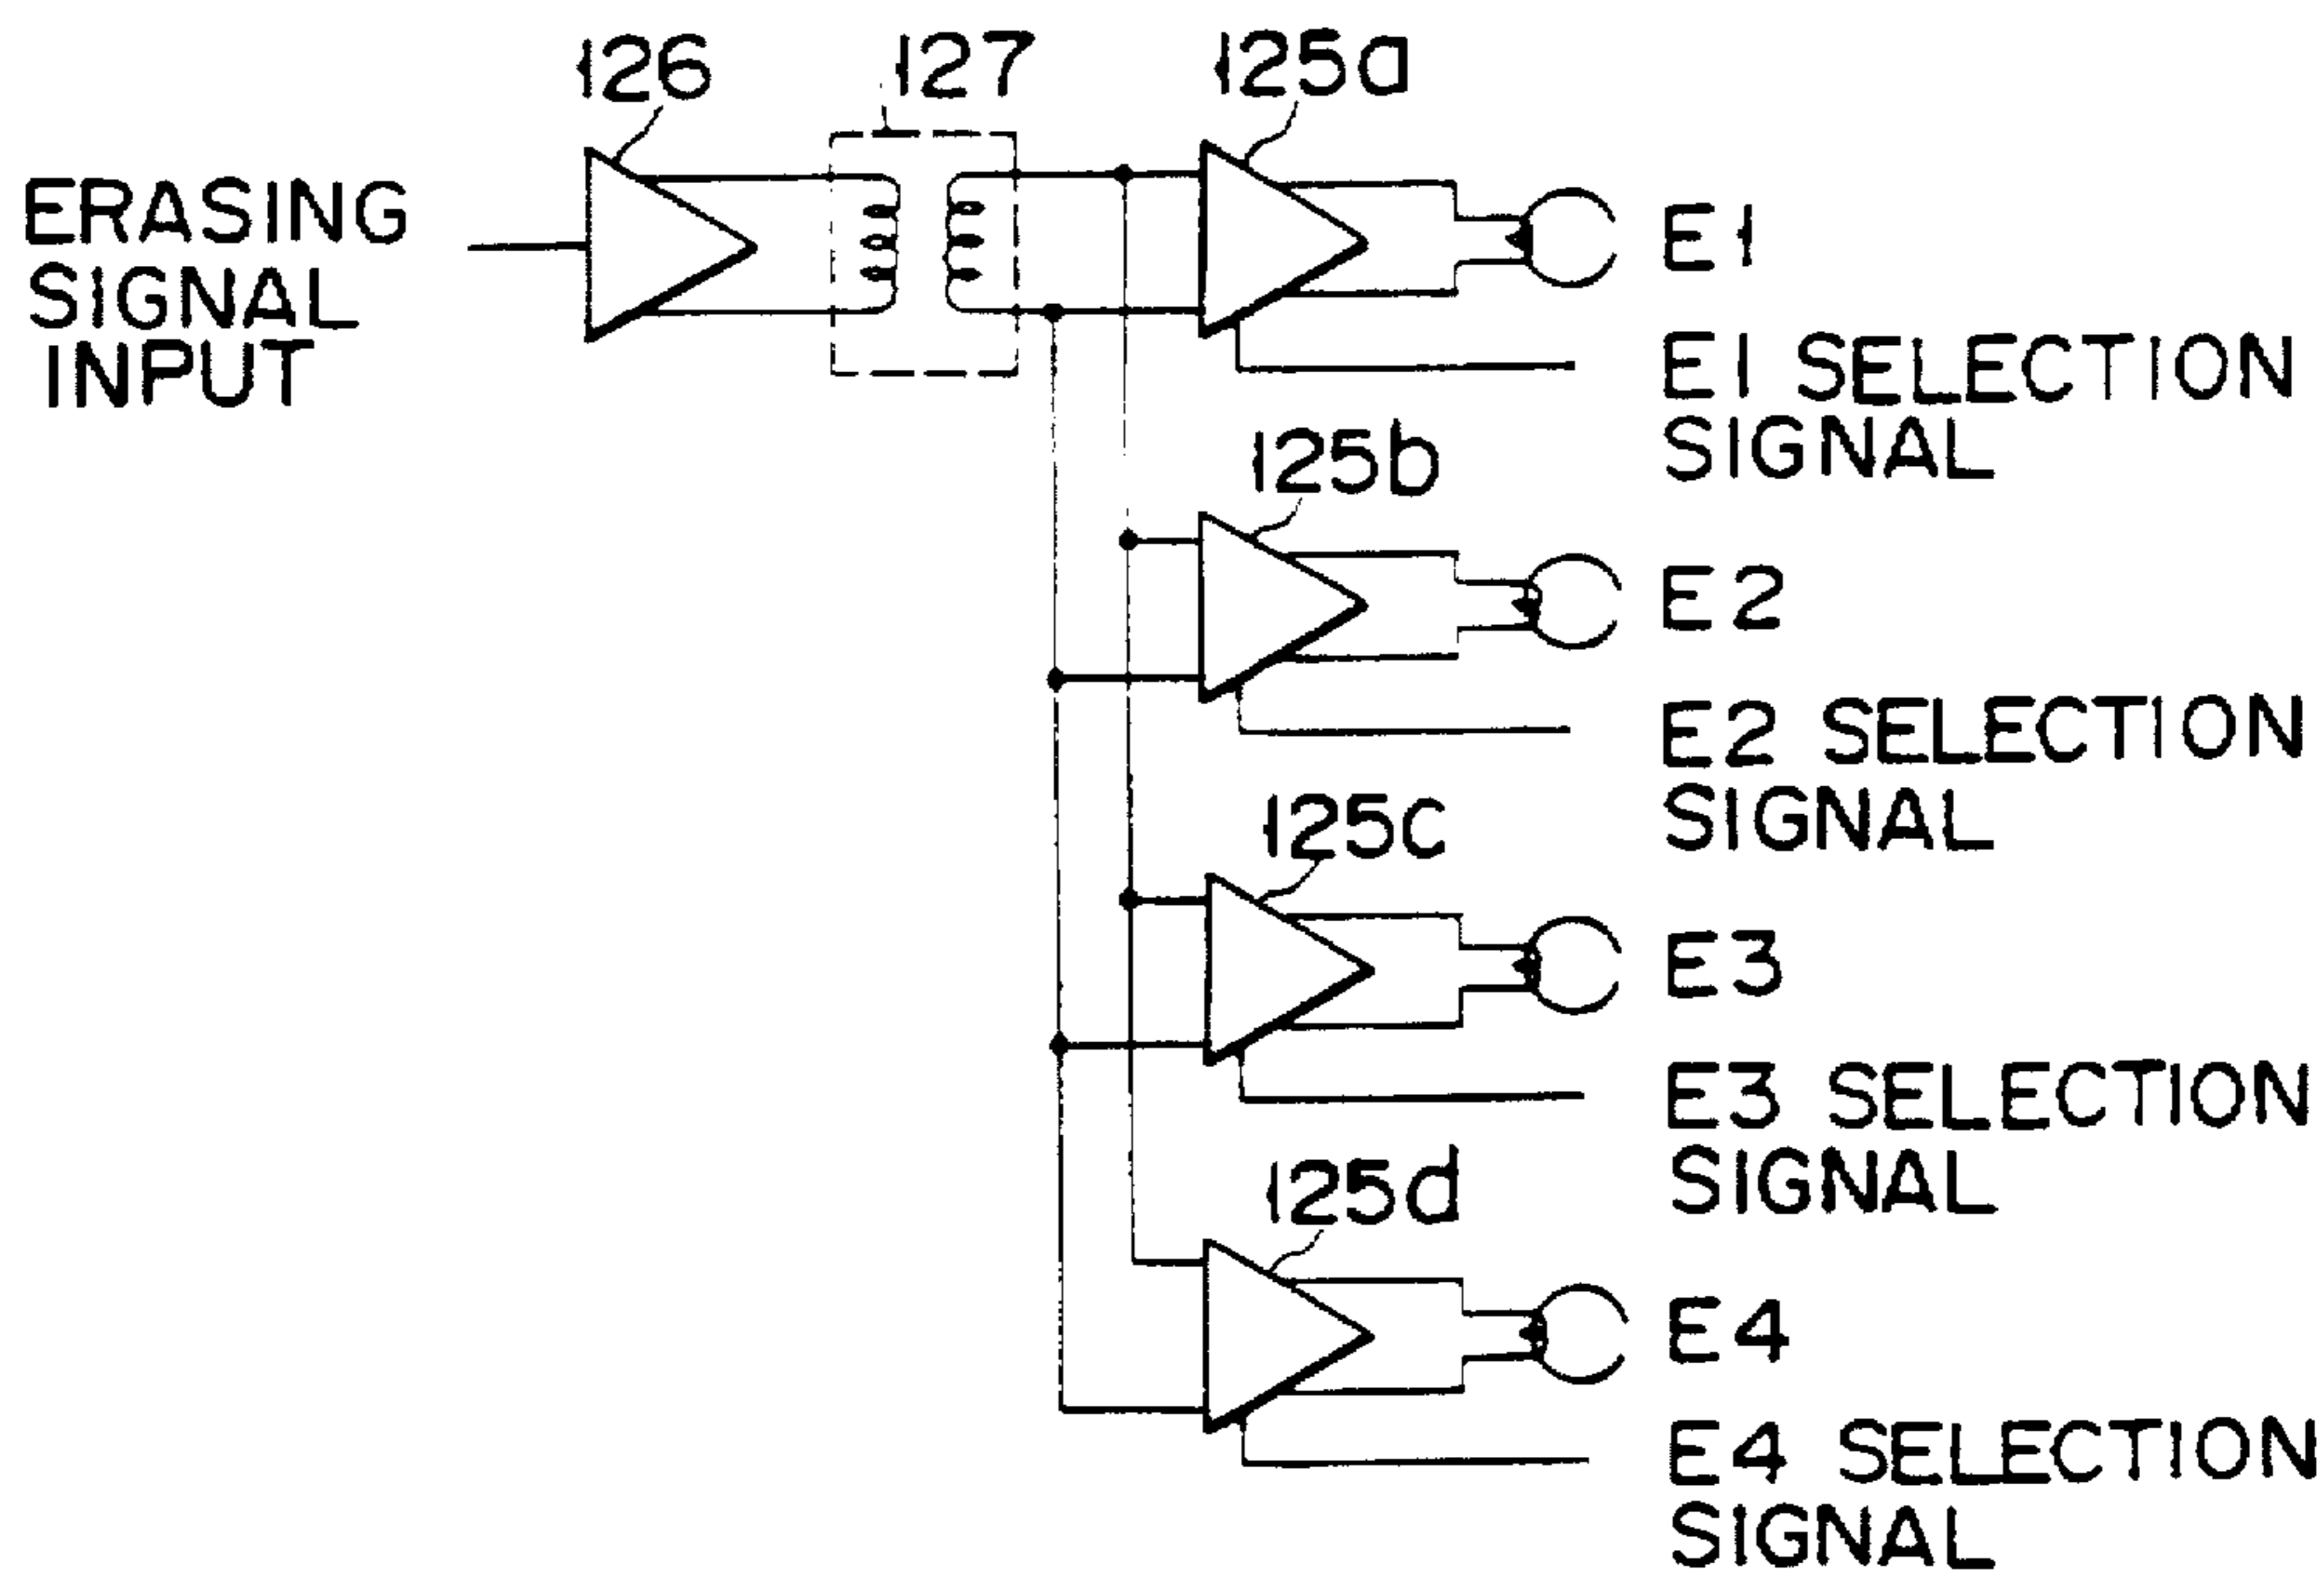 126
127
125a
ERASING
SIGNAL
INPUT
E1
E1 SELECTION
SIGNAL
125b
E2
E2 SELECTION
SIGNAL
125c
E3
E3 SELECTION
SIGNAL
125d
E4
E4 SELECTION
SIGNAL